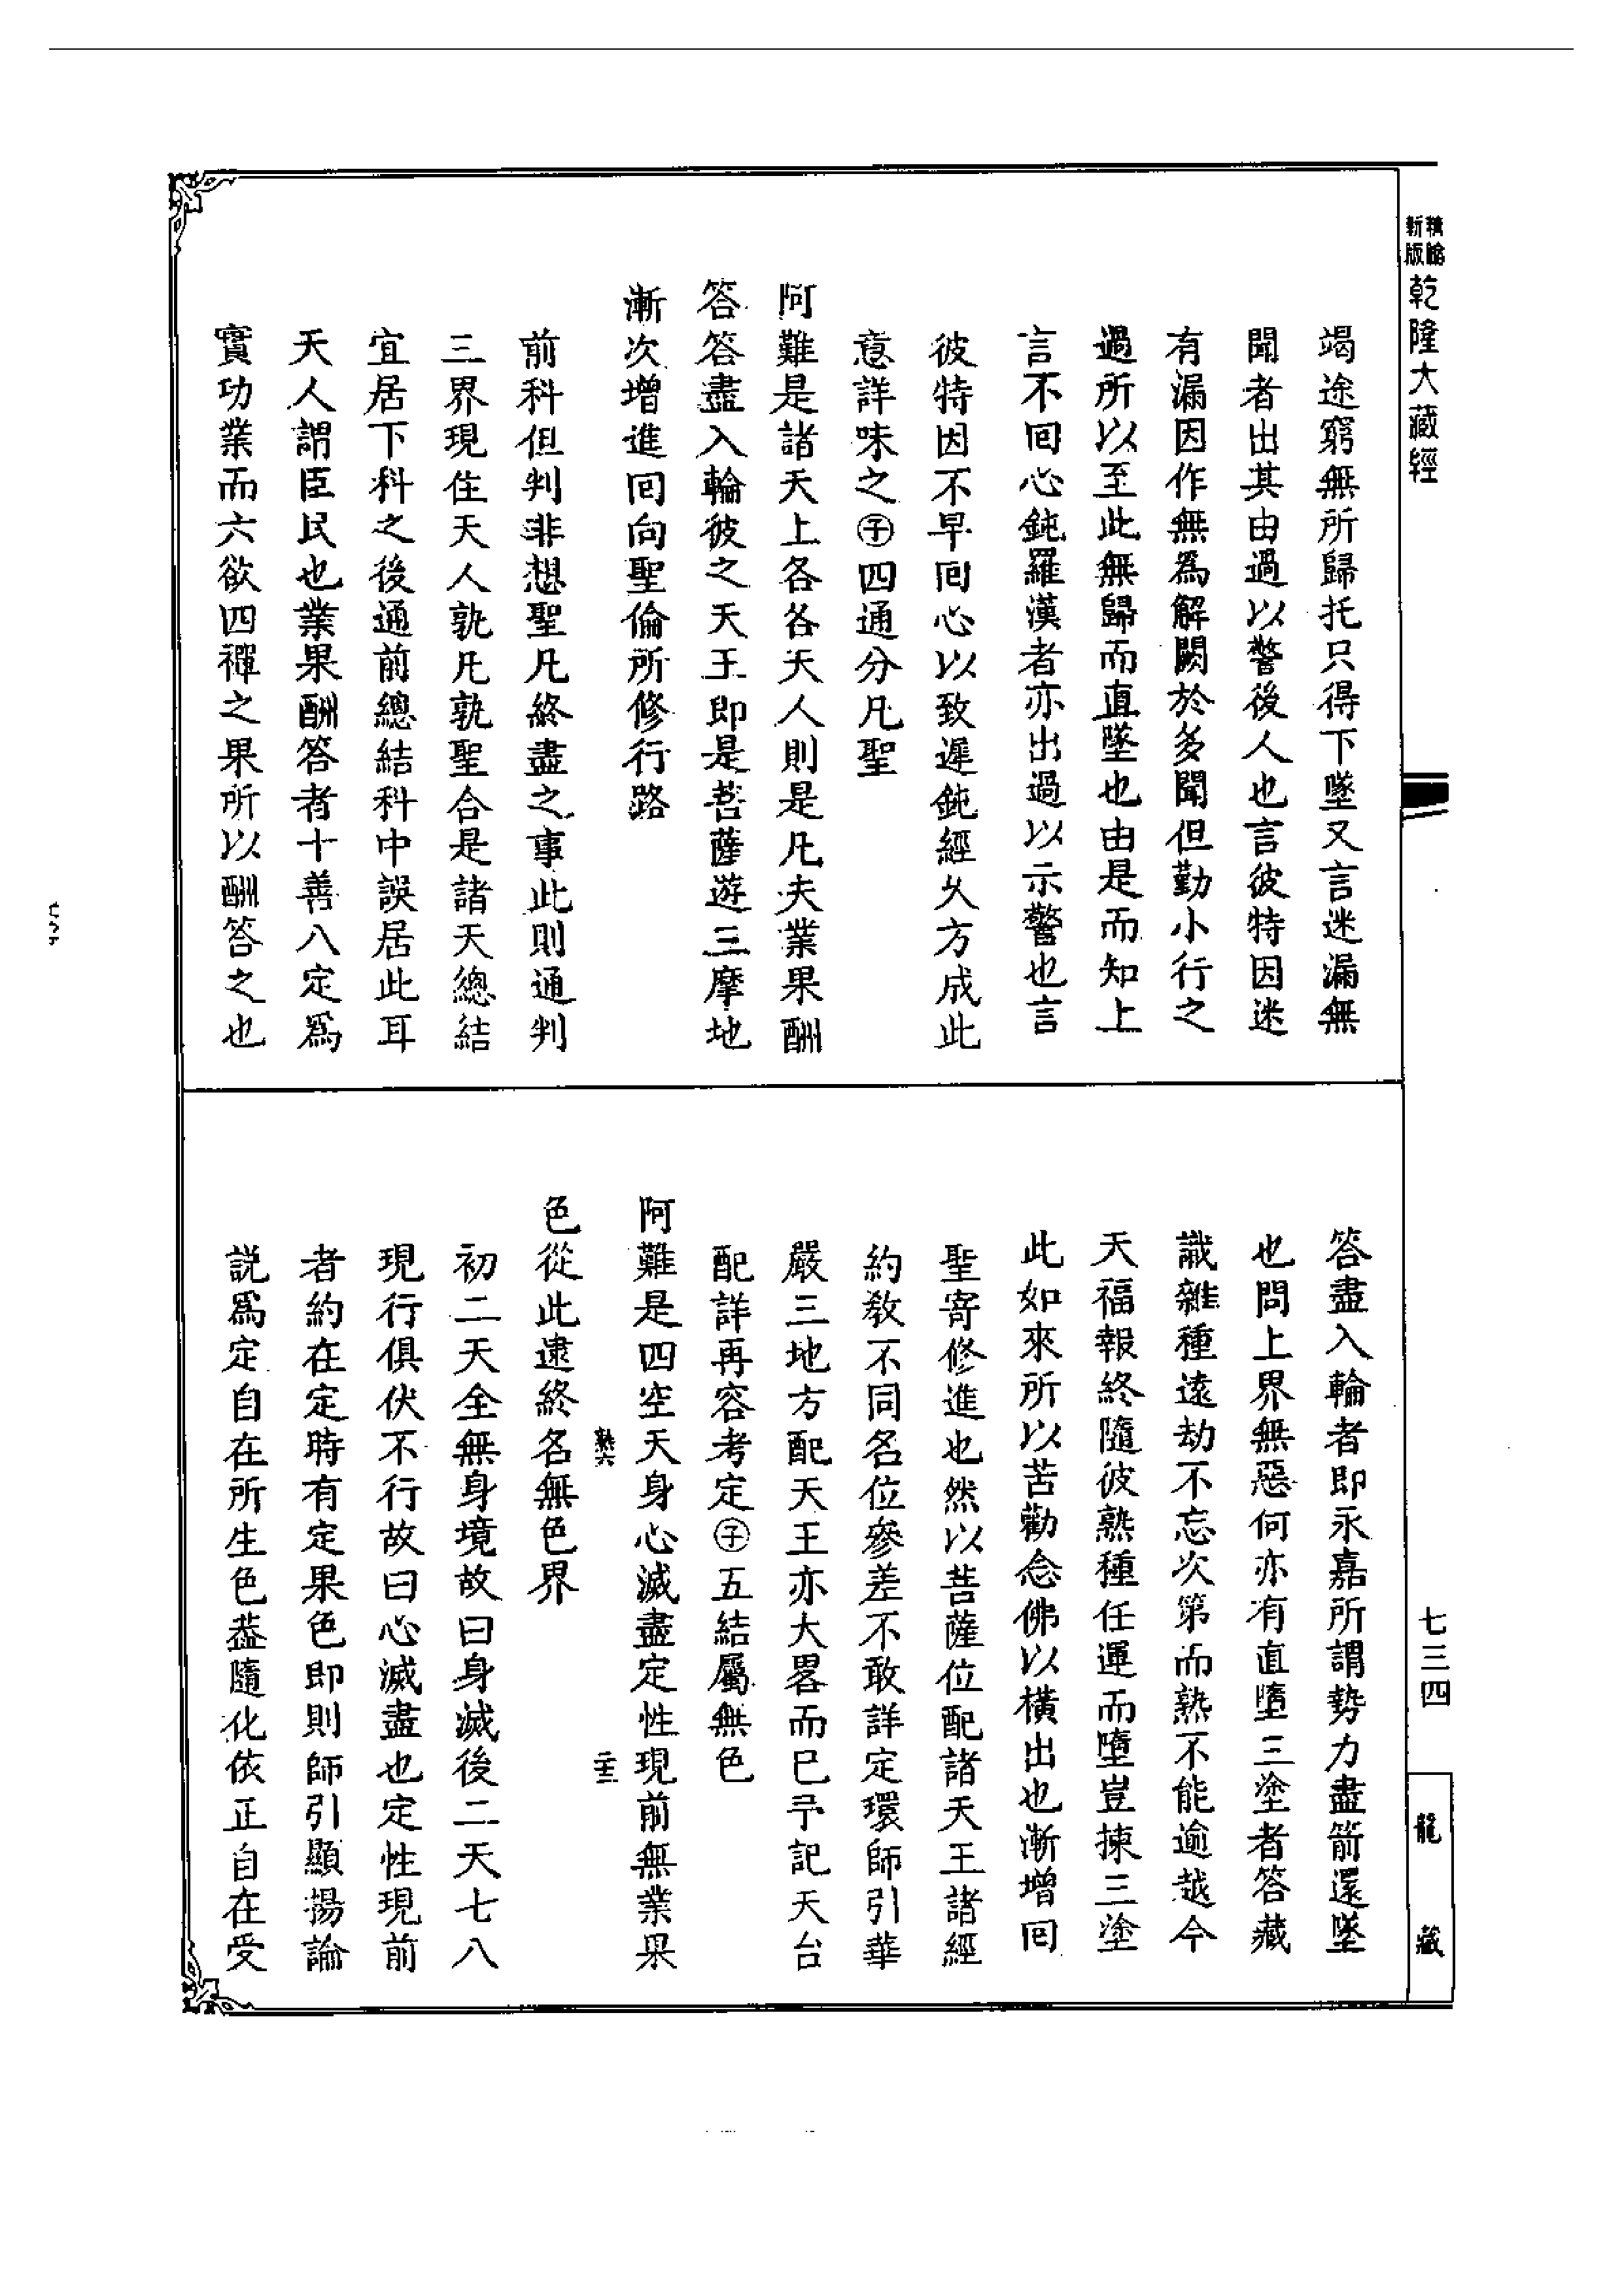 新版
精縮
乾隆大藏經
竭途窮無所歸托只得下墜又言迷漏無
聞者出其由過以警後人也言彼特因迷
有漏因作無為解闕於多聞但勤小行之
過所以至此無歸而直墜也由是而知上
言不回心鈍羅漢者亦出過以示警也言
彼特因不早回心以致遲鈍經久方成此
意詳味之㊉四通分凡聖
阿難是諸天上各各天人則是凡夫業果酬
答答盡入輪彼之天王即是菩薩遊三摩地
漸次增進回向聖倫所修行路
前科但判非想聖凡終盡之事此則通判
三界現住天人孰凡孰聖合是諸天總結
宜居下科之後通前總結科中誤居此耳
天人謂臣民也業果酬答者十善八定為
實功業而六欲四禪之果所以酬答之也
答盡入輪者即永嘉所謂勢力盡箭還墜
也問上界無惡何亦有直墮三塗者答藏
識雜種遠劫不忘次第而熟不能逾越今
天福報終隨彼熟種任運而墮豈揀三塗
此如來所以苦勸念佛以橫出也漸增回
聖寄修進也然以菩薩位配諸天王諸經
約教不同名位參差不敢詳定環師引華
嚴三地方配天王亦大畧而已予記天台
配詳再容考定㊉五結屬無色
阿難是四空天身心滅盡定性現前無業果
色從此逮終名無色界
初二天全無身境故曰身滅後二天七八
現行俱伏不行故曰心滅盡也定性現前
者約在定時有定果色即則師引顯揚論
說為定自在所生色葢隨化依正自在受
熟六
二三
七三四
龍藏